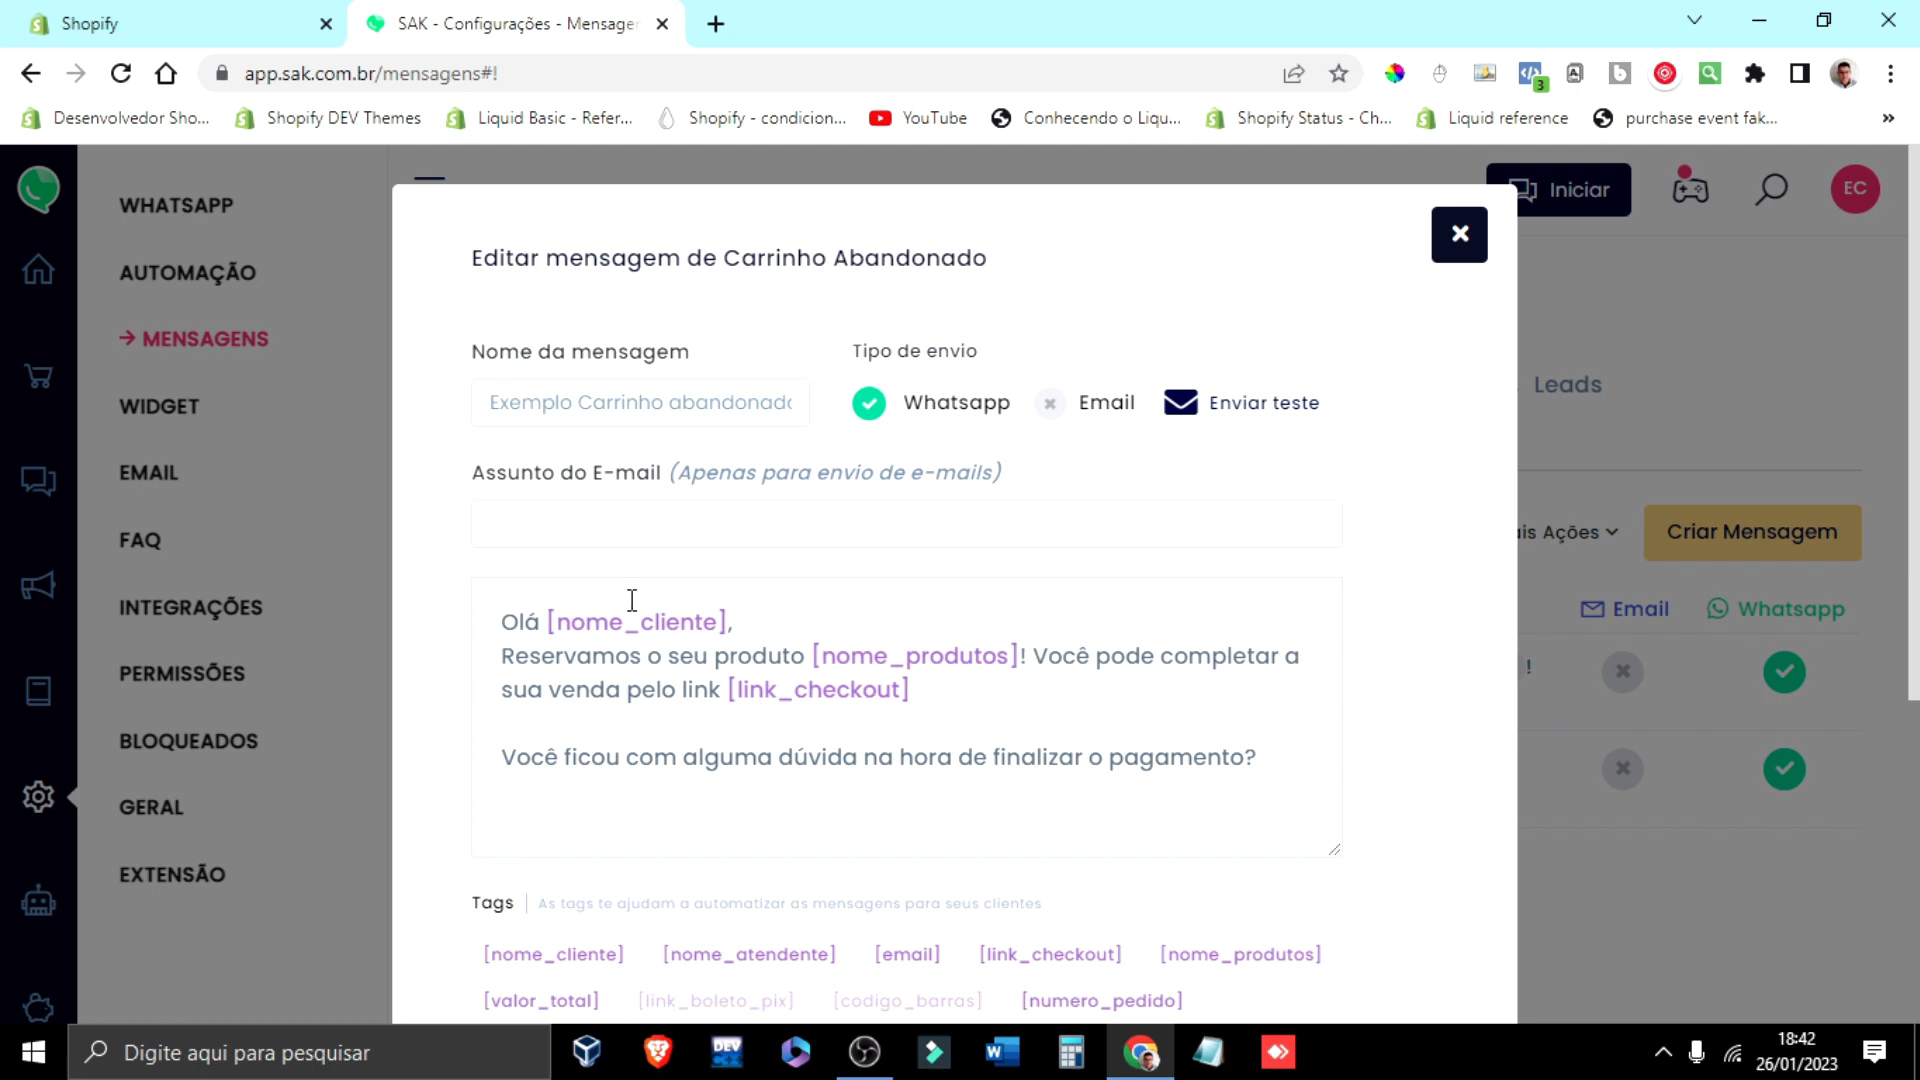 Shopify
SAK - Configurações - Mensagen
app.sak.com.br/mensagens#!
3
Desenvolvedor Sho...
Shopify DEV Themes
Liquid Basic - Refer...
Shopify - condicion...
YouTube
Conhecendo o Liqu...
Shopify Status - Ch...
Liquid reference
purchase event fak...
»
WHATSAPP
AUTOMAÇÃO
MENSAGENS
WIDGET
EMAIL
FAQ
INTEGRAÇÕES
PERMISSÕES
BLOQUEADOS
GERAL
EXTENSÃO
Iniciar
EC
Leads
ais Ações
Criar Mensagem
Email
Whatsapp
!
Editar mensagem de Carrinho Abandonado
Nome da mensagem
Tipo de envio
Exemplo Carrinho abandonadc
Whatsapp
Email
Enviar teste
Assunto do E-mail (Apenas para envio de e-mails)
Olá [nome_cliente],
Reservamos o seu produto [nome_produtos]! Você pode completar a
sua venda pelo link [link_checkout]
Você ficou com alguma dúvida na hora de finalizar o pagamento?
Tags
As tags te ajudam a automatizar as mensagens para seus clientes
[nome_cliente] [nome_atendente] [email] [link_checkout] [nome_produtos]
[valor_total] [link_boleto_pix] [codigo_barras] [numero_pedido]
Digite aqui para pesquisar
DEV
W
18:42
26/01/2023